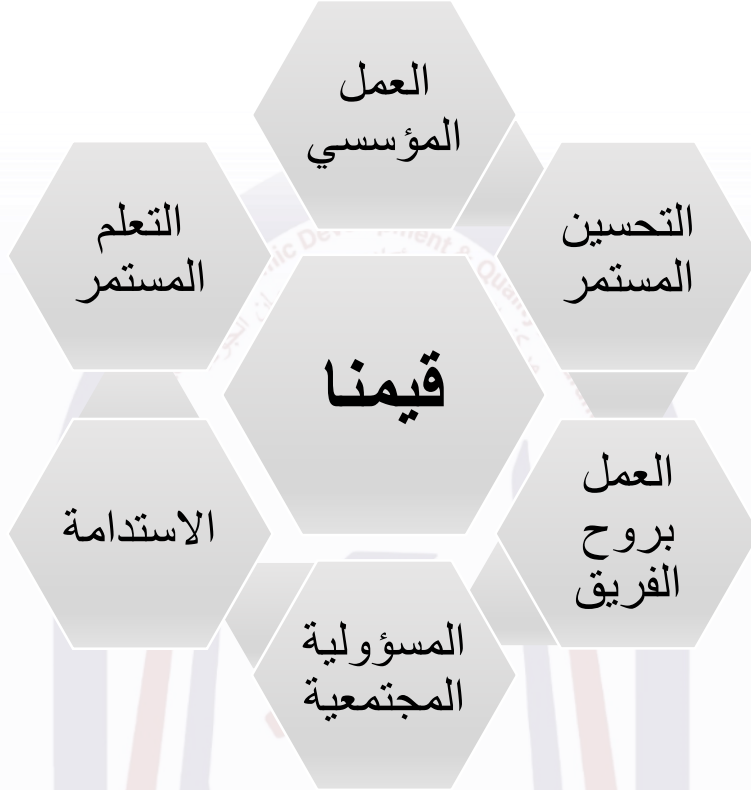 العمل
المؤسسي
التحسين
المستمر
العمل
بروح
الفريق
المسؤولية
المجتمعية
الاستدامة
التعلم
المستمر
قيمنا